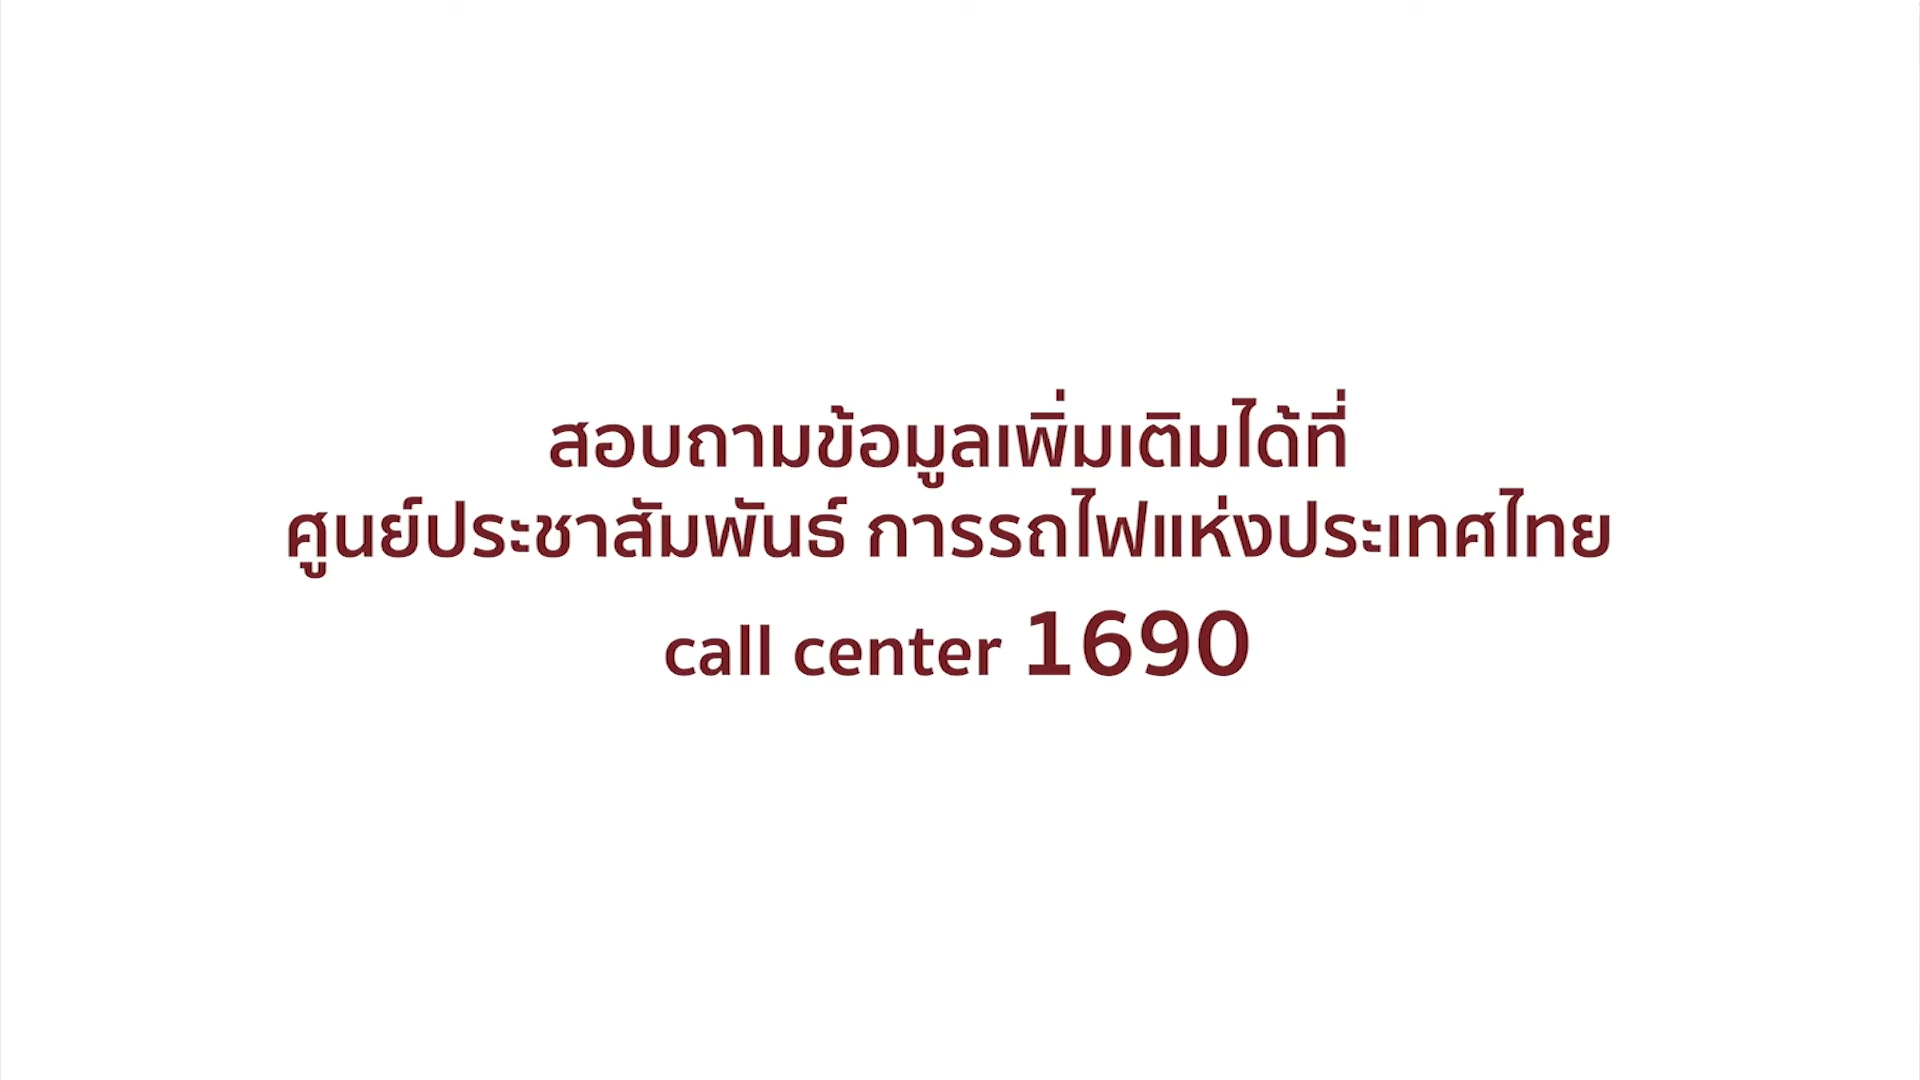 สอบถามข้อมูลเพิ่มเติมได้ที่
ศูนย์ประชาสัมพันธ์ การรถไฟแห่งประเทศไทย
call center 1690